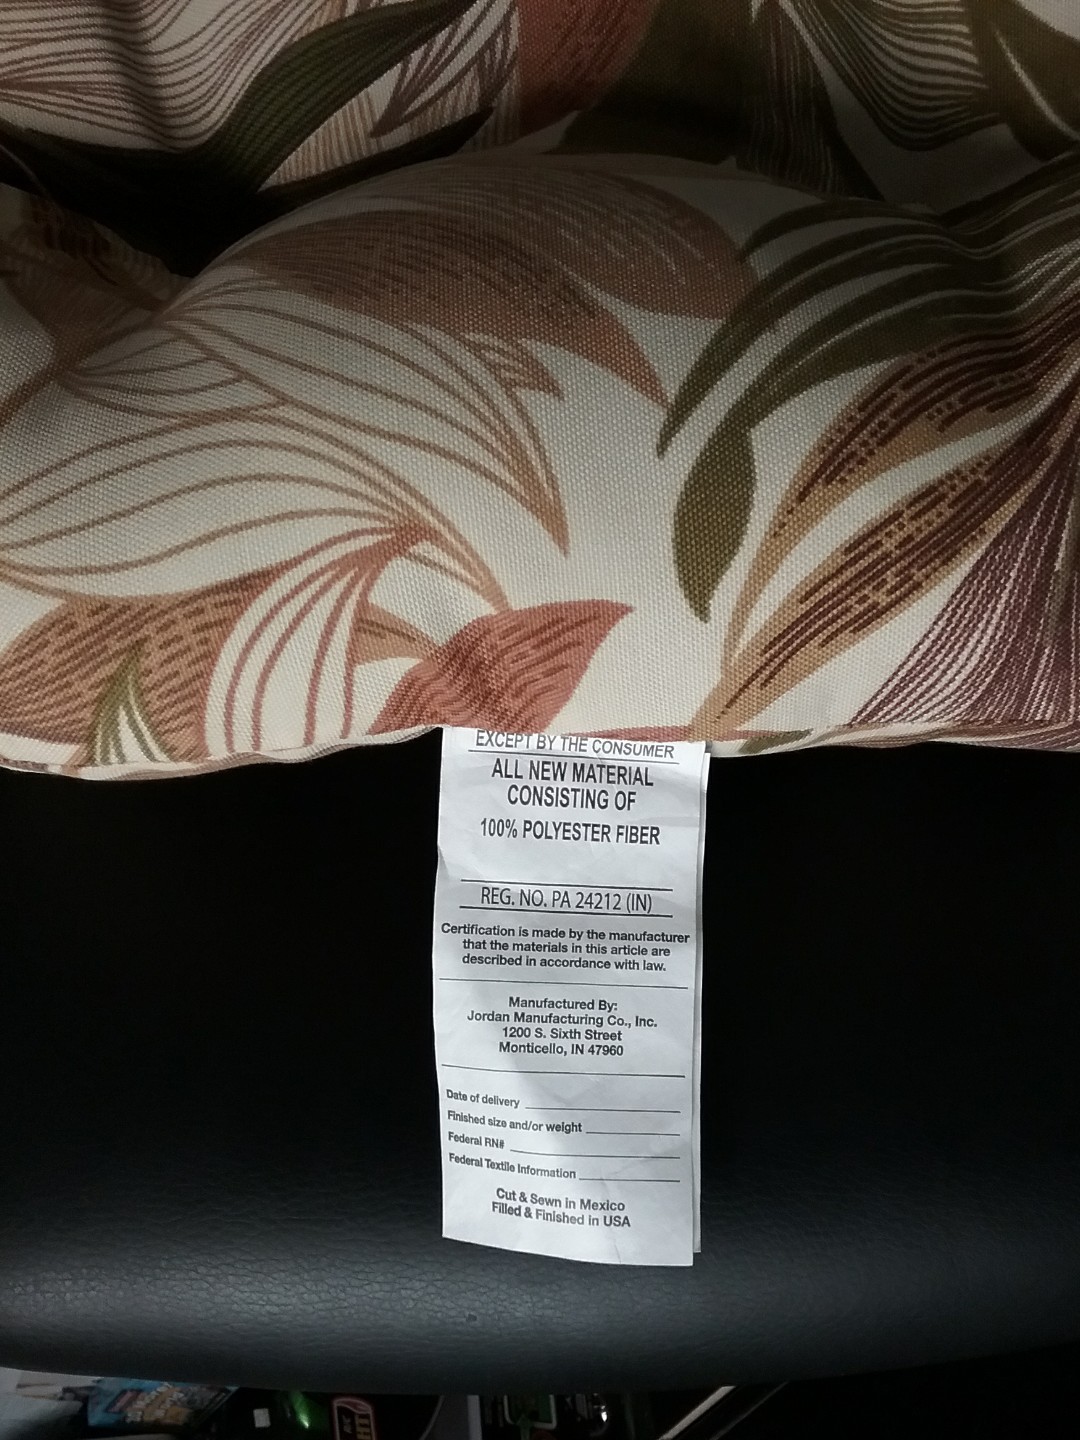 EXCEPT BY THE CONSUMER
ALL NEW MATERIAL
CONSISTING OF
100% POLYESTER FIBER
REG. NO. PA 24212 (IN)
Certification is made by the manufacturer
that the materials in this article are
described in accordance with law.
Manufactured By:
Jordan Manufacturing Co., Inc.
1200 S. Sixth Street
Monticello, IN 47960
Date of delivery
Finished size and/or weight
Federal RN#
Federal Textile Information
Cut & Sewn in Mexico
Filled & Finished in USA